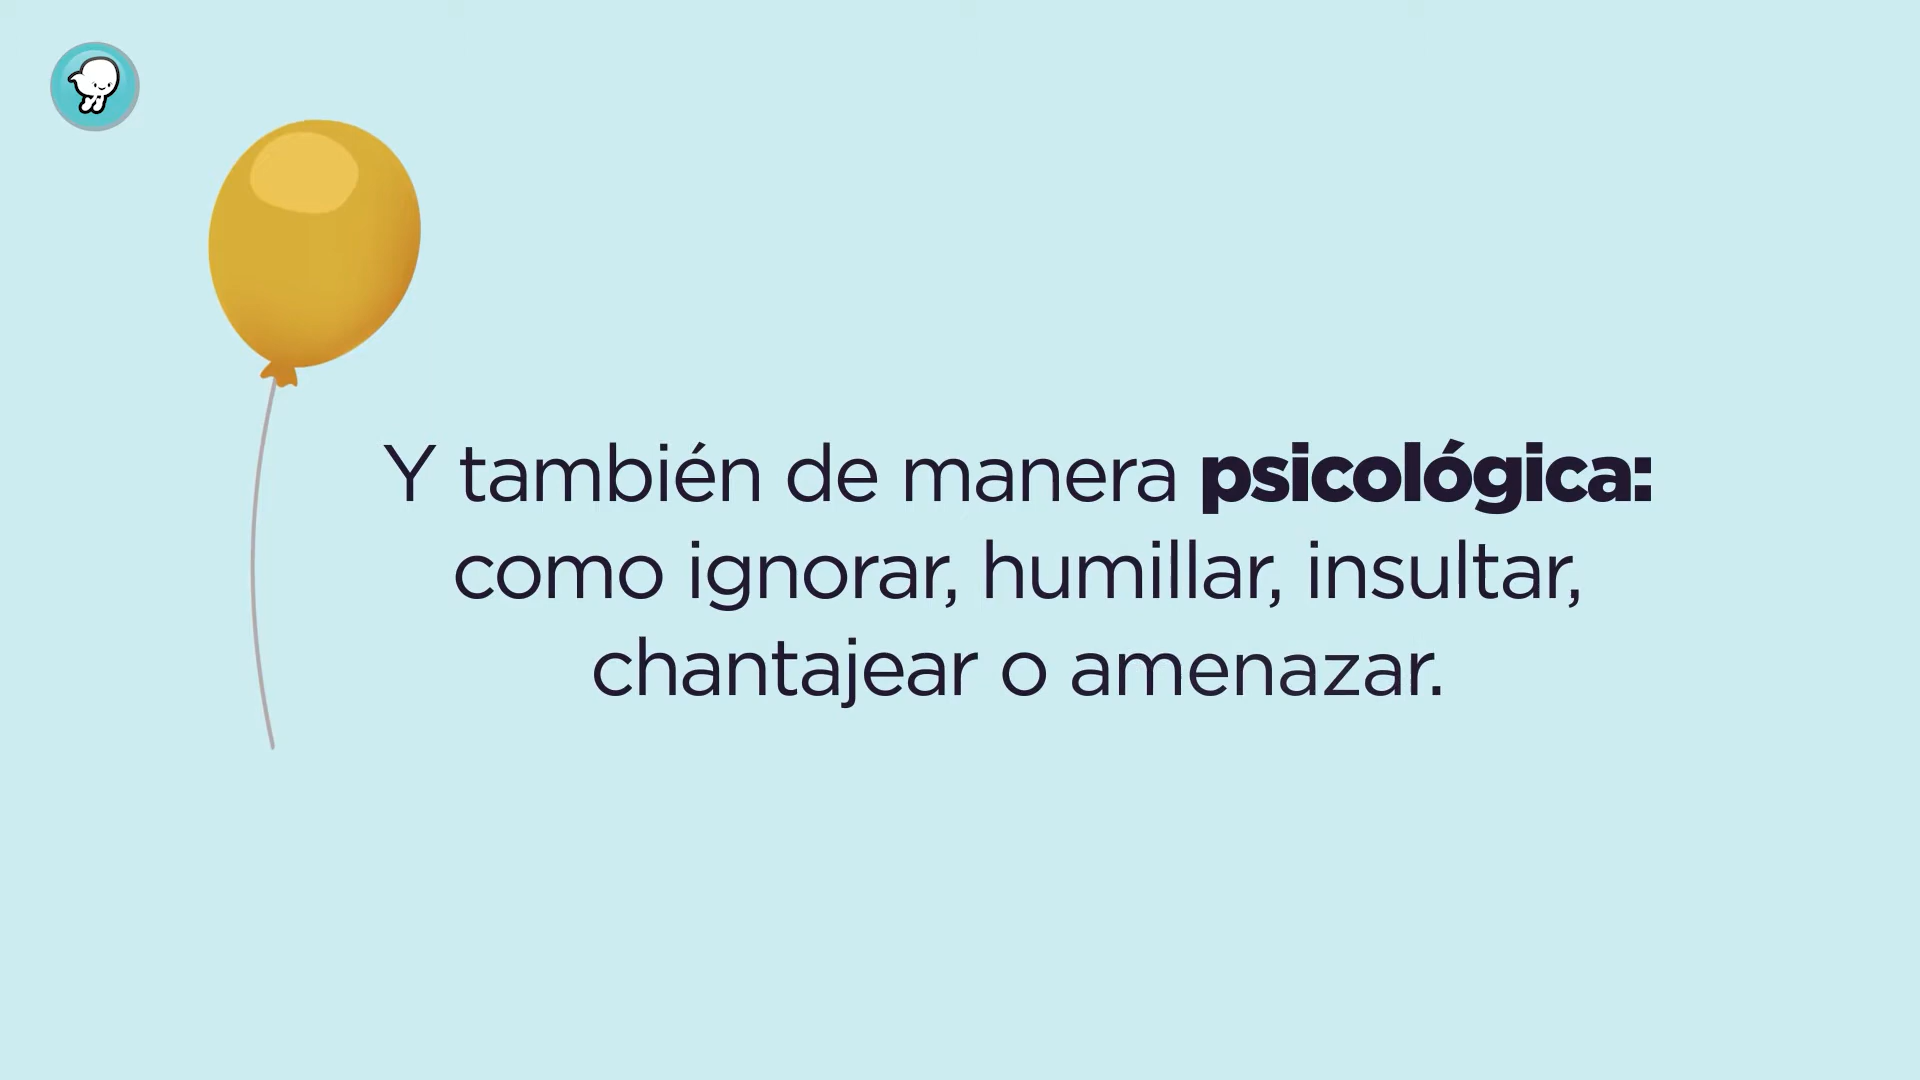 Y también de manera psicológica:
como ignorar, humillar, insultar,
chantajear o amenazar.